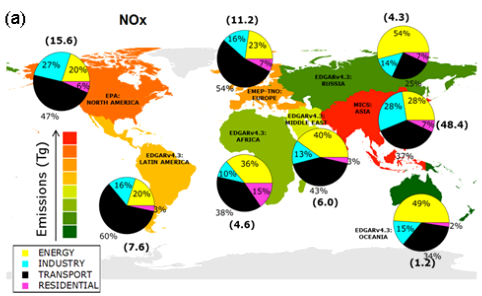 (a)
NOx
(15.6)
27%
20%
6%
47%
EPA:
NORTH AMERICA
(11.2)
16%
23%
7%
54%
EMEP-TNO:
EUROPE
(4.3)
54%
14%
7%
25%
EDGARv4.3:
RUSSIA
MICS:
ASIA
28%
28%
7%
37%
(48.4)
EDGARv4.3:
MIDDLE EAST
40%
13%
3%
43%
(6.0)
EDGARv4.3:
AFRICA
36%
10%
15%
38%
(4.6)
EDGARv4.3:
LATIN AMERICA
16%
20%
3%
60%
(7.6)
EDGARv4.3:
OCEANIA
49%
15%
2%
34%
(1.2)
Emissions (Tg)
ENERGY
INDUSTRY
TRANSPORT
RESIDENTIAL